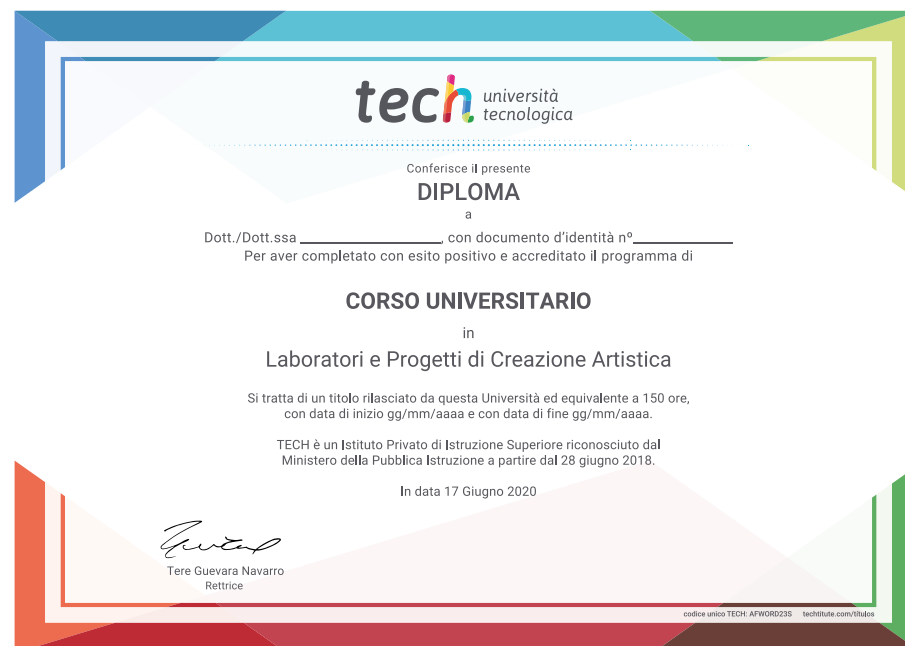 tech università
tecnologica
Conferisce il presente
DIPLOMA
a
Dott./Dott.ssa ____________________, con documento d'identità nº______________
Per aver completato con esito positivo e accreditato il programma di
CORSO UNIVERSITARIO
in
Laboratori e Progetti di Creazione Artistica
Si tratta di un titolo rilasciato da questa Università ed equivalente a 150 ore,
con data di inizio gg/mm/aaaa e con data di fine gg/mm/aaaa.
TECH è un Istituto Privato di Istruzione Superiore riconosciuto dal
Ministero della Pubblica Istruzione a partire dal 28 giugno 2018.
In data 17 Giugno 2020
Tere Guevara Navarro
Rettrice
codice unico TECH: AFWORD23S techtitute.com/titulos